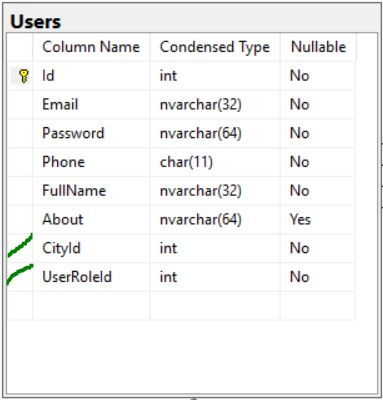 Users
Column Name Condensed Type Nullable
Id int No
Email nvarchar(32) No
Password nvarchar(64) No
Phone char(11) No
FullName nvarchar(32) No
About nvarchar(64) Yes
CityId int No
UserRoleId int No